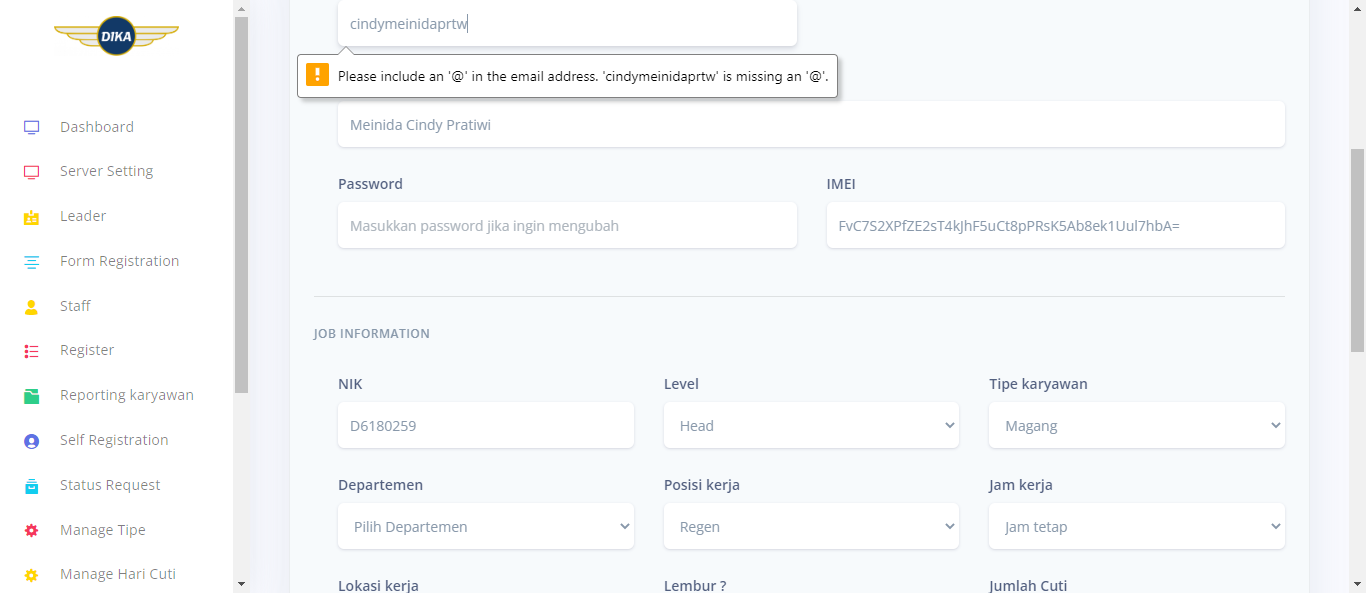 DIKA
Dashboard
Server Setting
Leader
Form Registration
Staff
Register
Reporting karyawan
Self Registration
Status Request
Manage Tipe
Manage Hari Cuti
cindymeinidaprtw
Please include an '@' in the email address. 'cindymeinidaprtw' is missing an '@'.
Meinida Cindy Pratiwi
Password IMEI
Masukkan password jika ingin mengubah FvC7S2XPfZE2sT4kJhF5uCt8pPRsK5Ab8ek1Uul7hbA=
JOB INFORMATION
NIK Level Tipe karyawan
D6180259 Head Magang
Departemen Posisi kerja Jam kerja
Pilih Departemen Regen Jam tetap
Lokasi kerja Lembur ? Jumlah Cuti